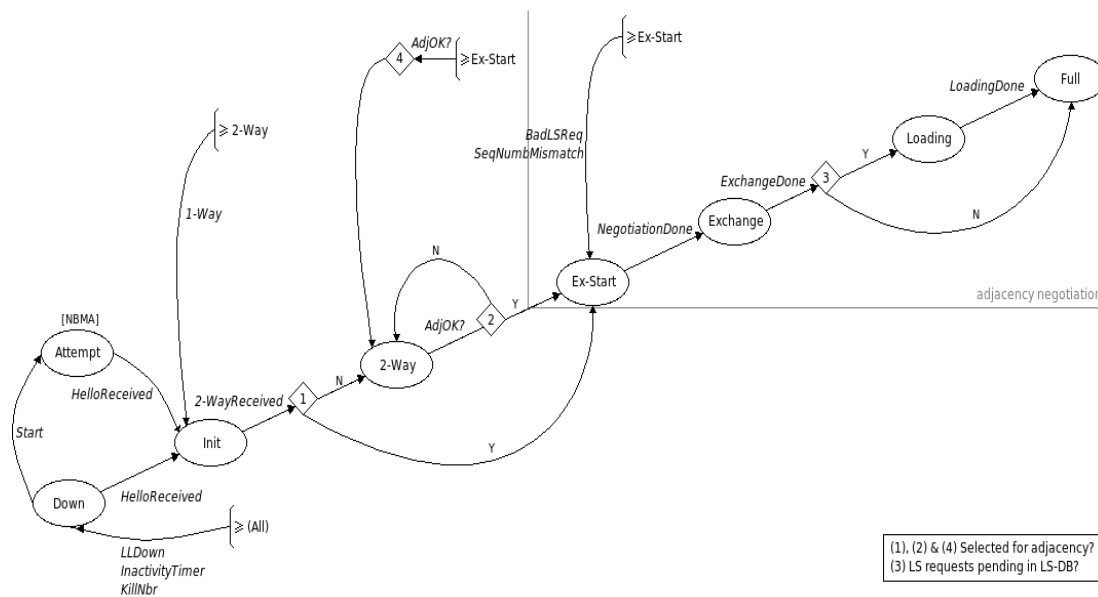 AdjOK?
4
≥Ex-Start
≥Ex-Start
Full
LoadingDone
≥ 2-Way
BadLSReq
SeqNumbMismatch
Loading
Y
ExchangeDone
3
1-Way
N
Exchange
NegotiationDone
N
Ex-Start
adjacency negotiation
Y
[NBMA]
AdjOK?
2
Attempt
2-Way
HelloReceived
N
2-WayReceived
1
Start
Init
Y
HelloReceived
Down
≥ (All)
LLDown
InactivityTimer
KillNbr
(1), (2) & (4) Selected for adjacency?
(3) LS requests pending in LS-DB?